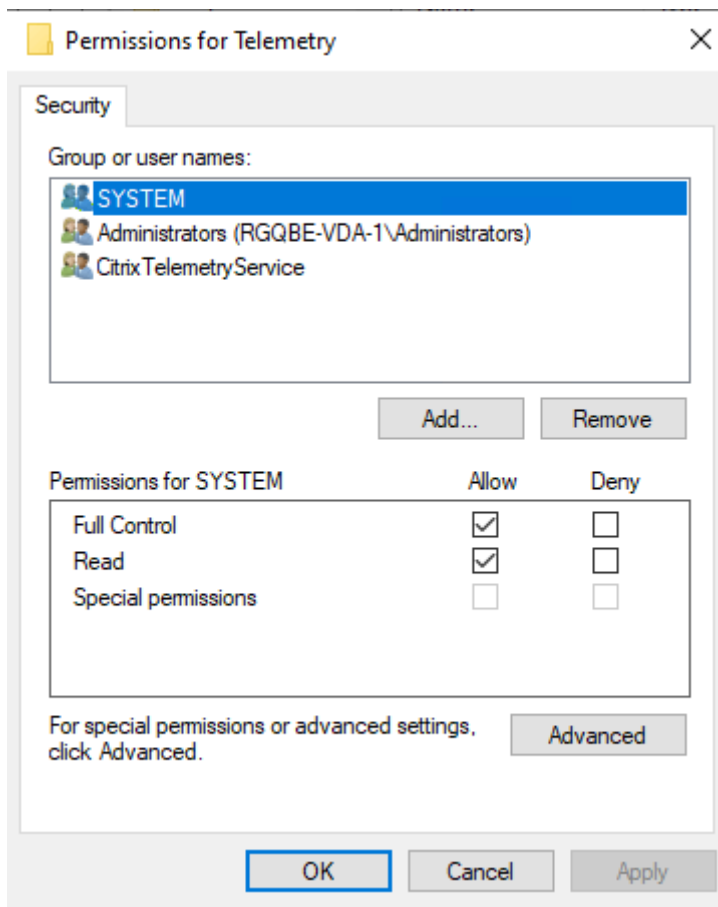 Permissions for Telemetry
Security
Group or user names:
SYSTEM
Administrators (RGQBE-VDA-1\Administrators)
CitrixTelemetryService
Add...
Remove
Permissions for SYSTEM
Allow
Deny
Full Control
Read
Special permissions
For special permissions or advanced settings,
click Advanced.
Advanced
OK
Cancel
Apply